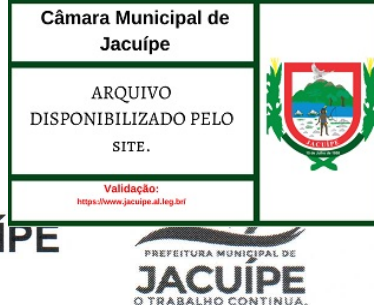 Câmara Municipal de
Jacuípe
ARQUIVO
DISPONIBILIZADO PELO
SITE.
Validação:
https://www.jacuipe.al.leg.br/
JACUÍPE
ÍPE
PREFEITURA MUNICIPAL DE
JACUÍPE
O TRABALHO CONTINUA.